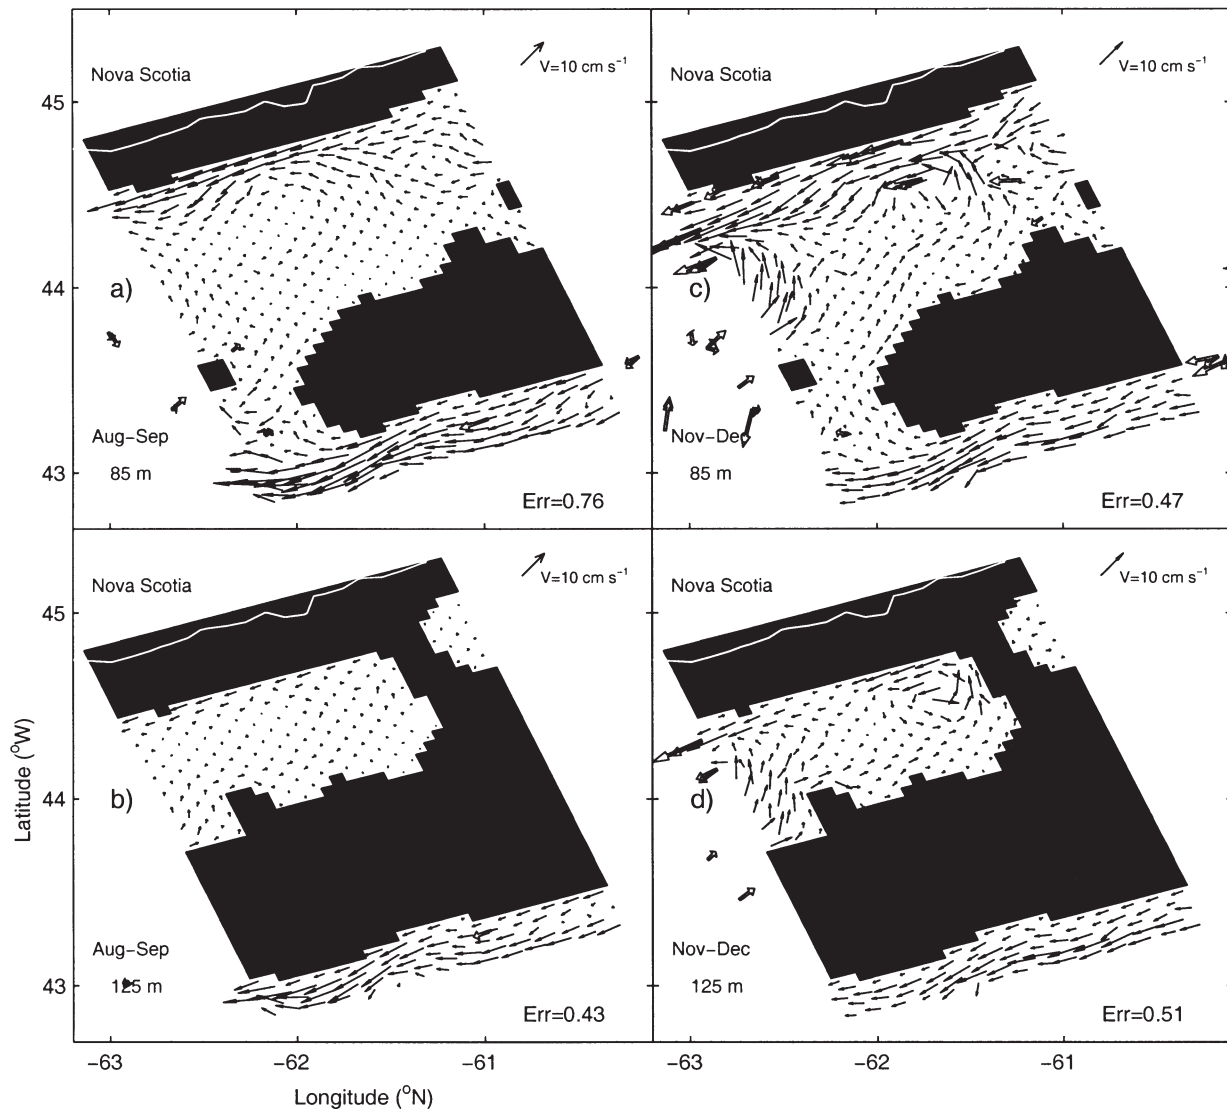 Nova Scotia
V=10 cm s⁻¹
45
a)
44
Aug-Sep
85 m
43
Err=0.76
Nova Scotia
V=10 cm s⁻¹
c)
Nov-Dec
85 m
Err=0.47
Nova Scotia
V=10 cm s⁻¹
45
b)
44
Aug-Sep
125 m
43
Err=0.43
Nova Scotia
V=10 cm s⁻¹
d)
Nov-Dec
125 m
Err=0.51
Latitude (°W)
-63 -62 -61 -63 -62 -61
Longitude (°N)